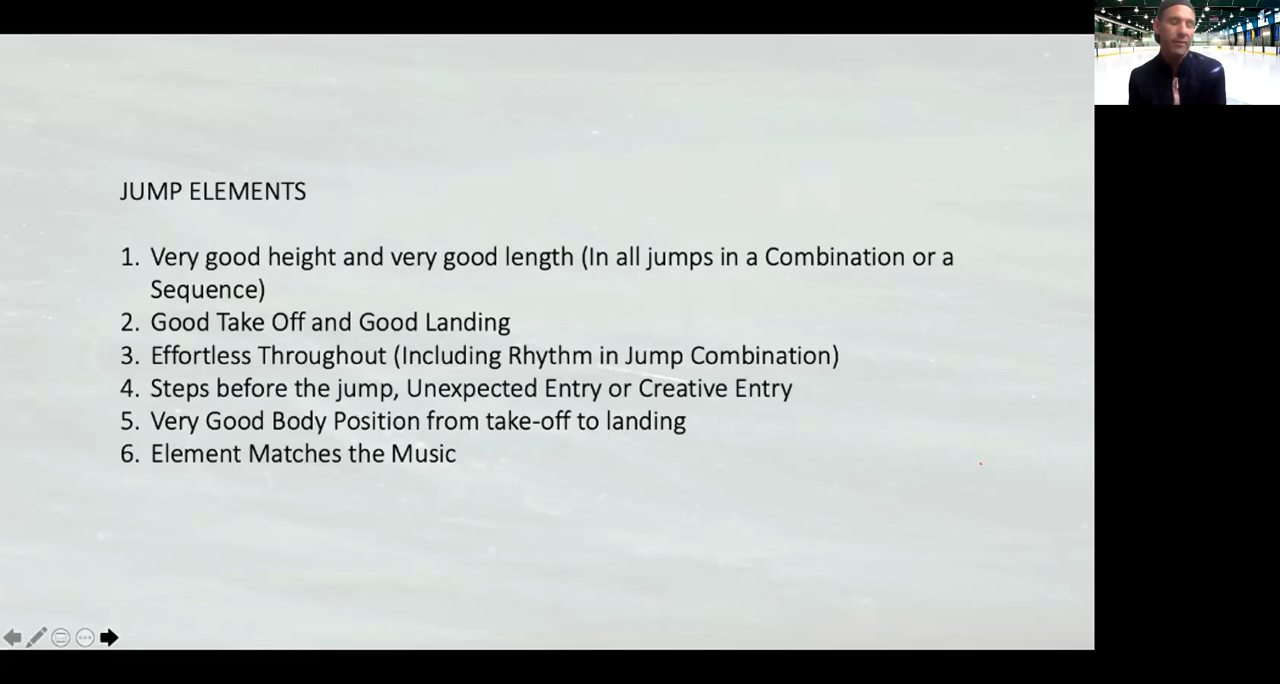 JUMP ELEMENTS
1. Very good height and very good length (In all jumps in a Combination or a
Sequence)
2. Good Take Off and Good Landing
3. Effortless Throughout (Including Rhythm in Jump Combination)
4. Steps before the jump, Unexpected Entry or Creative Entry
5. Very Good Body Position from take-off to landing
6. Element Matches the Music